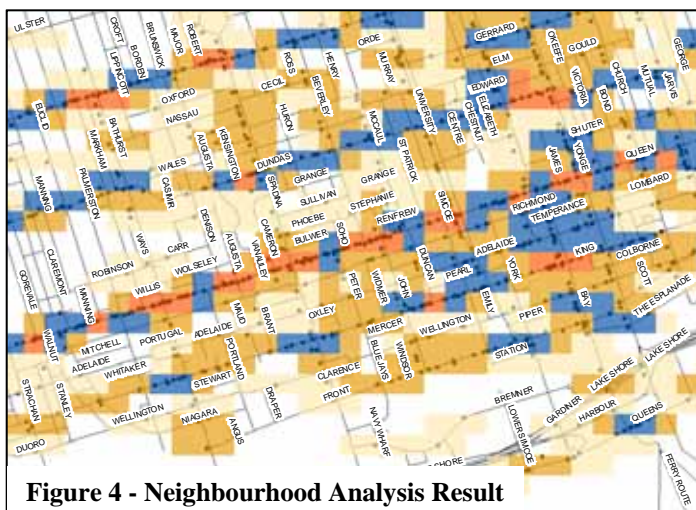 ULSTER
CROFT
LIPPINCOTT
BORDEN
BRUNSWICK
MAJOR
ROBERT
ROSS
HENRY
ORDE
MURRAY
GERRARD
ELM
OKEEFE
GOULD
GEORGE
EUCLID
OXFORD
NASSAU
CECIL
BEVERLEY
HURON
MCCAUL
UNIVERSITY
EDWARD
ELIZABETH
CHESTNUT
CENTRE
VICTORIA
BOND
CHURCH
MUTUAL
JARVIS
SHUTER
BATHURST
MARKHAM
AUGUSTA
KENSINGTON
ST PATRICK
JAMES
YONGE
QUEEN
WALES
DUNDAS
SPADINA
GRANGE
GRANGE
LOMBARD
MANNING
PALMERSTON
CASIMIR
SULLIVAN
STEPHANIE
SIMCOE
RICHMOND
DENISON
PHOEBE
RENFREW
TEMPERANCE
CAMERON
BULWER
SOHO
WAYS
CARR
AUGUSTA
VANAULEY
DUNCAN
ADELAIDE
YORK
KING
COLBORNE
GOREVALE
CLAREMONT
ROBINSON
WOLSELEY
WILLIS
PETER
WIDMER
JOHN
PEARL
EMILY
BAY
SCOTT
THE ESPLANADE
MANNING
MAUD
BRANT
OXLEY
MERCER
WELLINGTON
PIPER
WALNUT
MITCHELL
PORTUGAL
ADELAIDE
ADELAIDE
WHITAKER
PORTLAND
BLUE JAYS
WINDSOR
STATION
LAKE SHORE
LAKE SHORE
STRACHAN
STANLEY
STEWART
CLARENCE
FRONT
DRAPER
BREMNER
WELLINGTON
NIAGARA
ANGUS
NAVY WHARF
LOWER SIMCOE
GARDINER
HARBOUR
QUEENS
DUORO
SHORE
FERRY ROUTE
Figure 4 - Neighbourhood Analysis Result